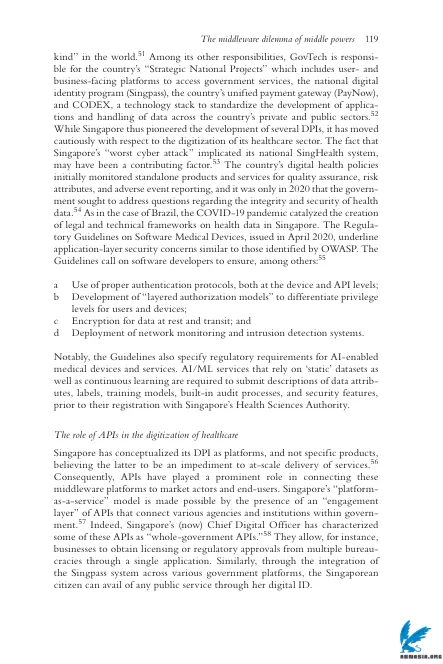 The middleware dilemma of middle powers 119
kind” in the world.51 Among its other responsibilities, GovTech is responsi-
ble for the country’s “Strategic National Projects” which includes user- and
business-facing platforms to access government services, the national digital
identity program (Singpass), the country’s unified payment gateway (PayNow),
and CODEX, a technology stack to standardize the development of applica-
tions and handling of data across the country’s private and public sectors.52
While Singapore thus pioneered the development of several DPIs, it has moved
cautiously with respect to the digitization of its healthcare sector. The fact that
Singapore’s “worst cyber attack” implicated its national SingHealth system,
may have been a contributing factor.53 The country’s digital health policies
initially monitored standalone products and services for quality assurance, risk
attributes, and adverse event reporting, and it was only in 2020 that the govern-
ment sought to address questions regarding the integrity and security of health
data.54 As in the case of Brazil, the COVID-19 pandemic catalyzed the creation
of legal and technical frameworks on health data in Singapore. The Regula-
tory Guidelines on Software Medical Devices, issued in April 2020, underline
application-layer security concerns similar to those identified by OWASP. The
Guidelines call on software developers to ensure, among others:55
a Use of proper authentication protocols, both at the device and API levels;
b Development of “layered authorization models” to differentiate privilege
levels for users and devices;
c Encryption for data at rest and transit; and
d Deployment of network monitoring and intrusion detection systems.
Notably, the Guidelines also specify regulatory requirements for AI-enabled
medical devices and services. AI/ML services that rely on ‘static’ datasets as
well as continuous learning are required to submit descriptions of data attrib-
utes, labels, training models, built-in audit processes, and security features,
prior to their registration with Singapore’s Health Sciences Authority.
The role of APIs in the digitization of healthcare
Singapore has conceptualized its DPI as platforms, and not specific products,
believing the latter to be an impediment to at-scale delivery of services.56
Consequently, APIs have played a prominent role in connecting these
middleware platforms to market actors and end-users. Singapore’s “platform-
as-a-service” model is made possible by the presence of an “engagement
layer” of APIs that connect various agencies and institutions within govern-
ment.57 Indeed, Singapore’s (now) Chief Digital Officer has characterized
some of these APIs as “whole-government APIs.”58 They allow, for instance,
businesses to obtain licensing or regulatory approvals from multiple bureau-
cracies through a single application. Similarly, through the integration of
the Singpass system across various government platforms, the Singaporean
citizen can avail of any public service through her digital ID.